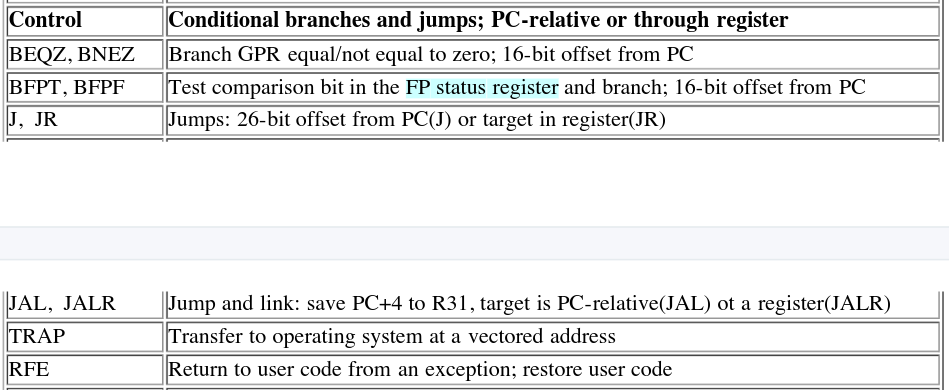 Control Conditional branches and jumps; PC-relative or through register
BEQZ, BNEZ Branch GPR equal/not equal to zero; 16-bit offset from PC
BFPT, BFPF Test comparison bit in the FP status register and branch; 16-bit offset from PC
J, JR Jumps: 26-bit offset from PC(J) or target in register(JR)
JAL, JALR Jump and link: save PC+4 to R31, target is PC-relative(JAL) ot a register(JALR)
TRAP Transfer to operating system at a vectored address
RFE Return to user code from an exception; restore user code